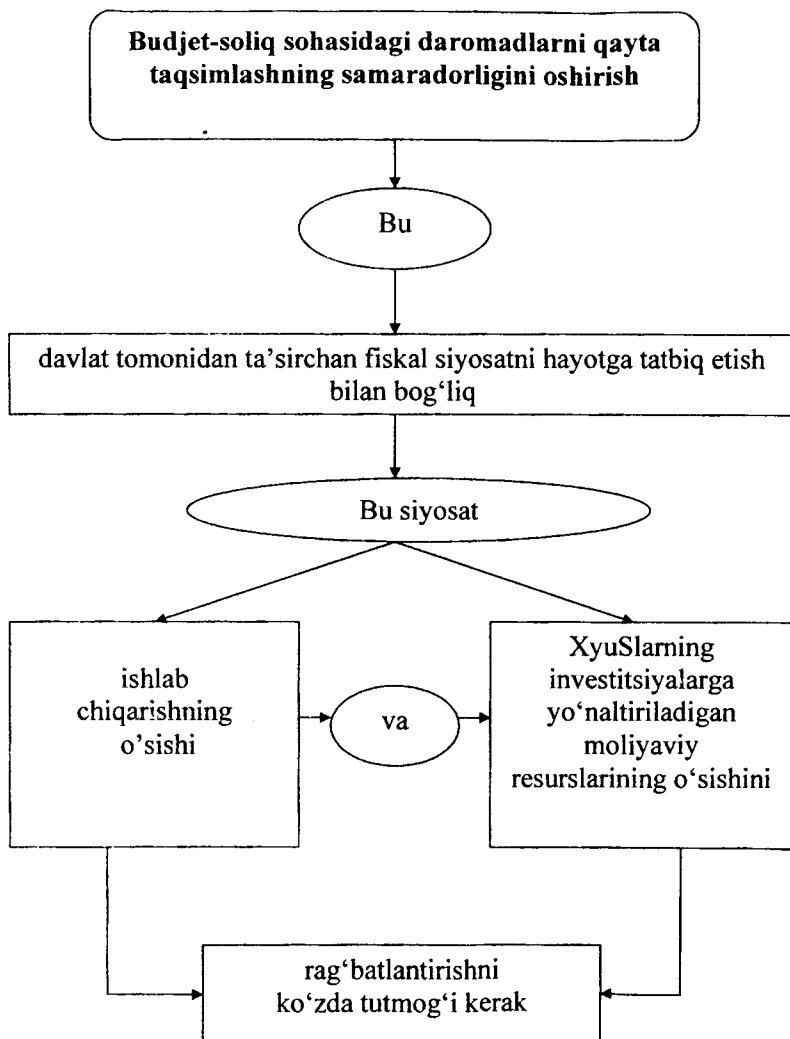 Budjet-soliq sohasidagi daromadlarni qayta
taqsimlashning samaradorligini oshirish
Bu
davlat tomonidan ta’sirchan fiskal siyosatni hayotga tatbiq etish
bilan bog‘liq
Bu siyosat
ishlab
chiqarishning
o’sishi
va
XyuSlarning
investitsiyalarga
yo‘naltiriladigan
moliyaviy
resurslarining o‘sishini
rag‘batlantirishni
ko‘zda tutmog‘i kerak